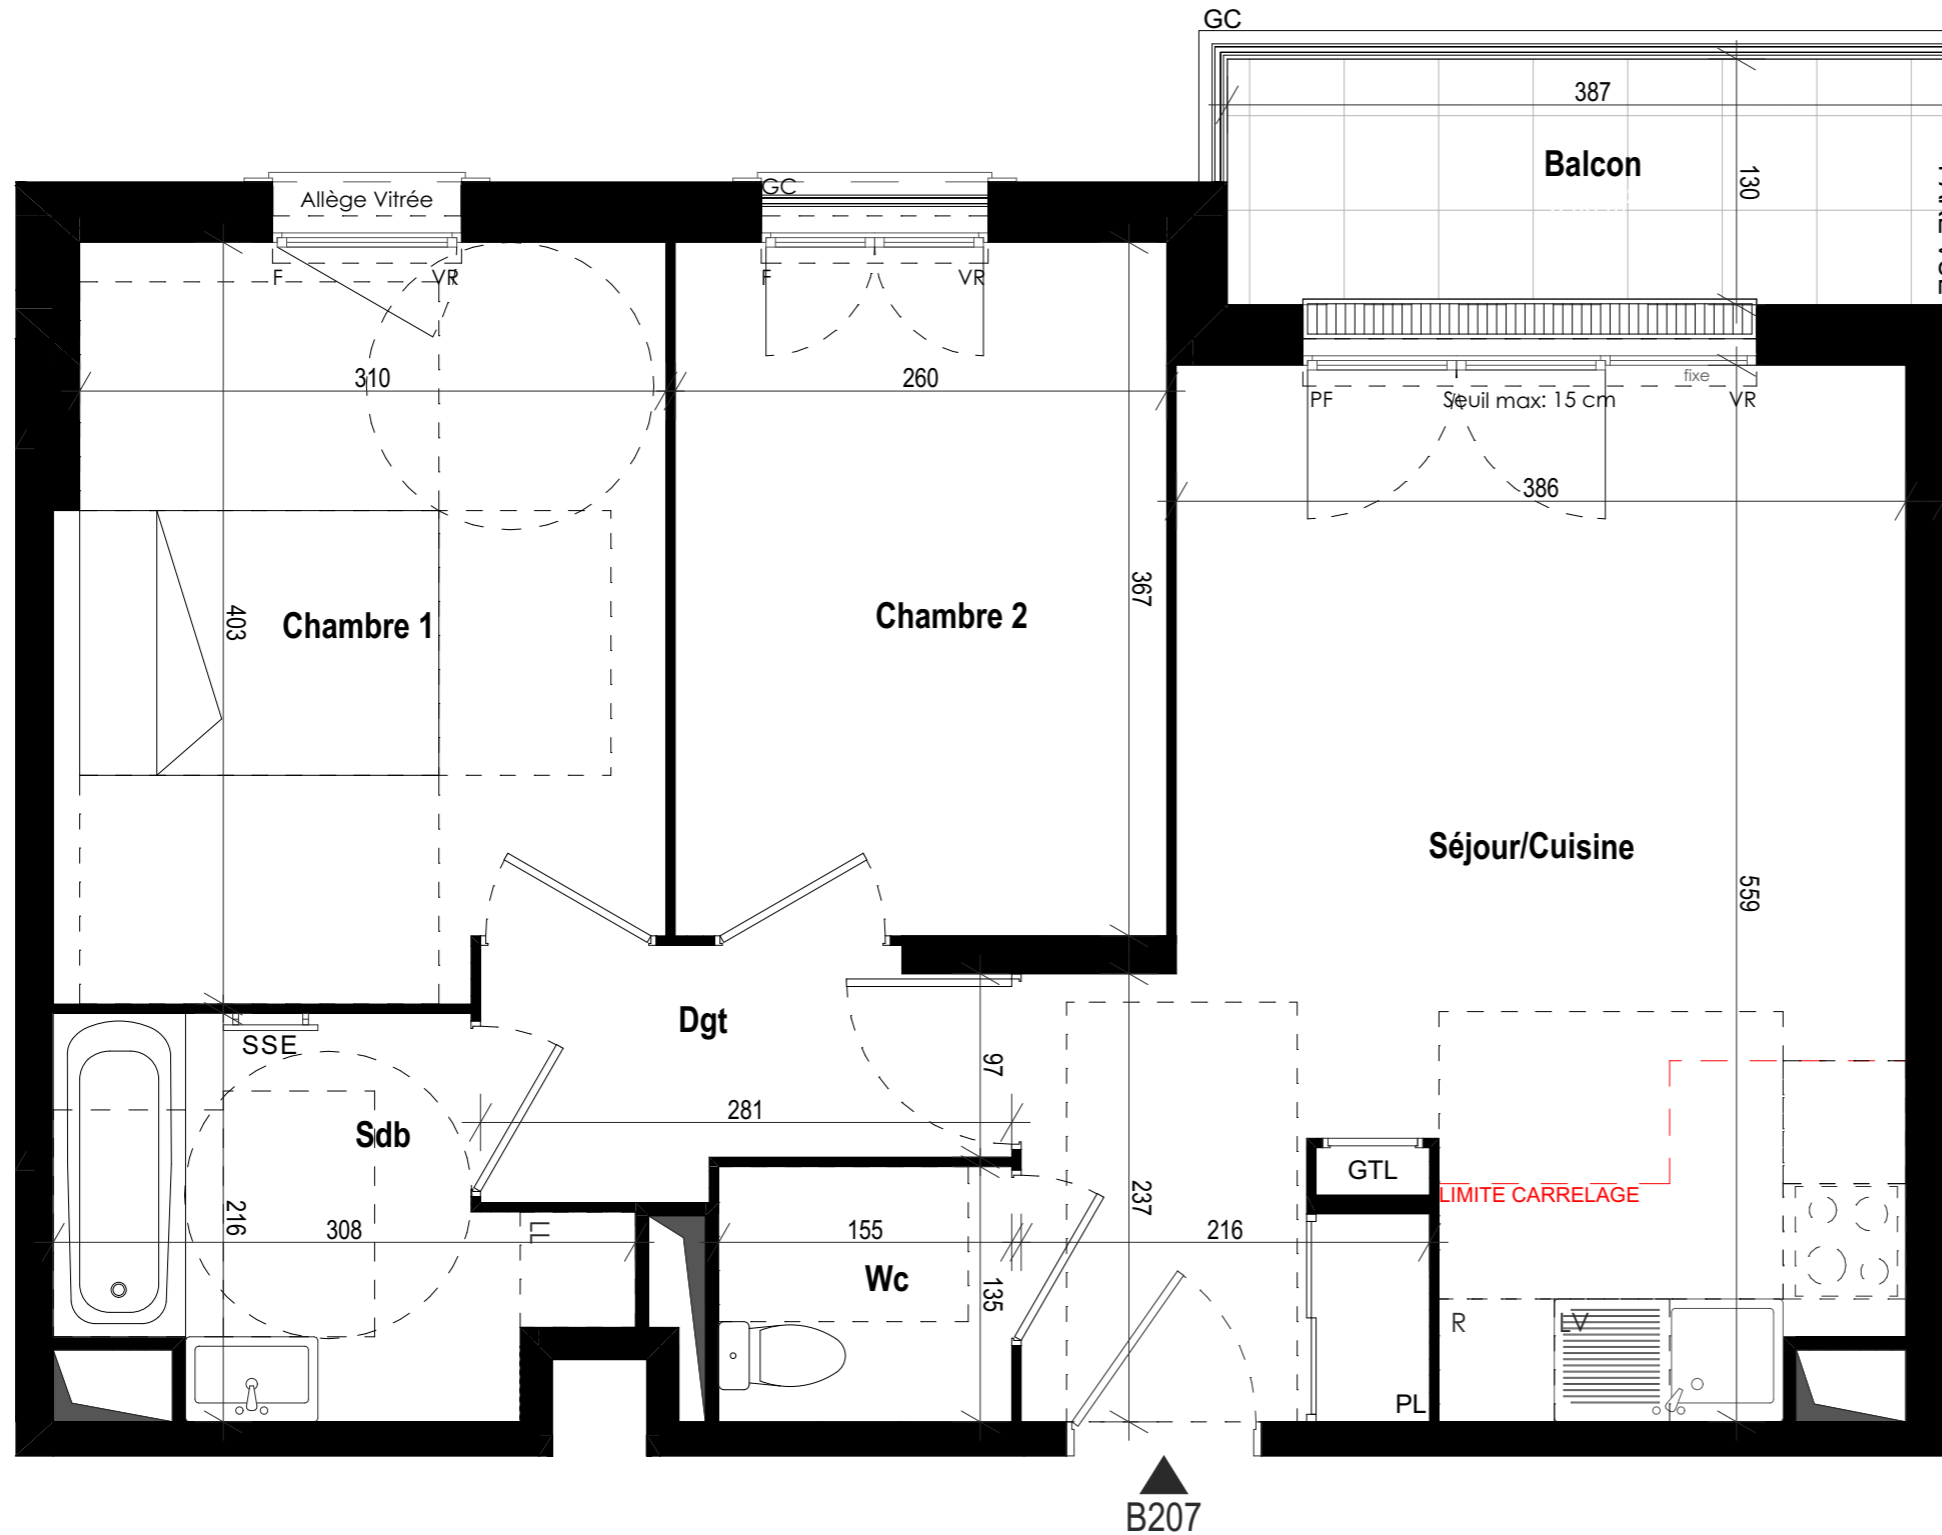 GC
387
Balcon
130
Allège Vitrée
GC
F
VR
F
VR
310
260
fixe
PF
Seuil max: 15 cm
VR
386
403
Chambre 1
Chambre 2
367
Séjour/Cuisine
559
Dgt
SSE
97
281
Sdb
GTL
LIMITE CARRELAGE
216
308
LL
155
237
216
Wc
135
R
LV
PL
B207